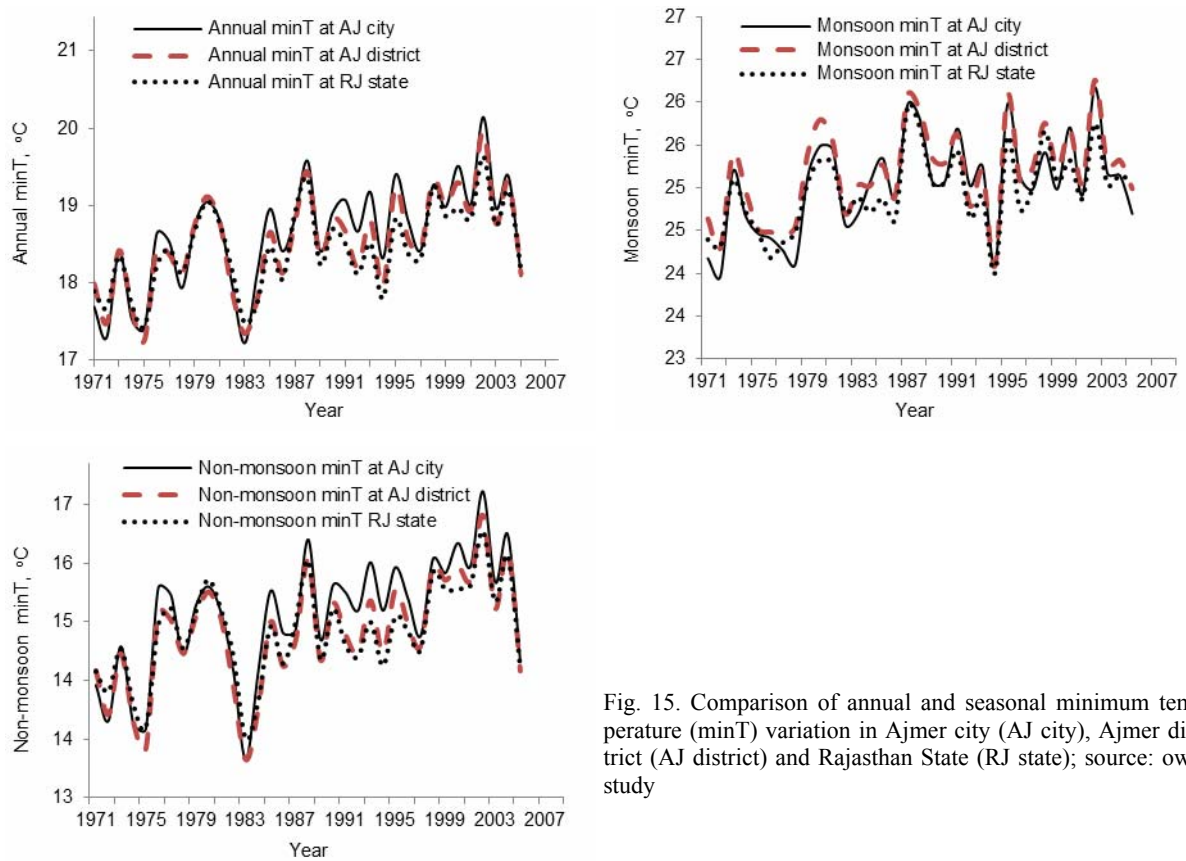 Annual minT at AJ city
Annual minT at AJ district
Annual minT at RJ state
21
20
19
18
17
Annual minT, ºC
1971 1975 1979 1983 1987 1991 1995 1999 2003 2007
Year
Monsoon minT at AJ city
Monsoon minT at AJ district
Monsoon minT at RJ state
27
27
26
26
25
25
24
24
23
Monsoon minT, ºC
1971 1975 1979 1983 1987 1991 1995 1999 2003 2007
Year
Non-monsoon minT at AJ city
Non-monsoon minT at AJ district
Non-monsoon minT RJ state
17
16
15
14
14
13
Non-monsoon minT, ºC
1971 1975 1979 1983 1987 1991 1995 1999 2003 2007
Year
Fig. 15. Comparison of annual and seasonal minimum tem
perature (minT) variation in Ajmer city (AJ city), Ajmer di
trict (AJ district) and Rajasthan State (RJ state); source: ow
study